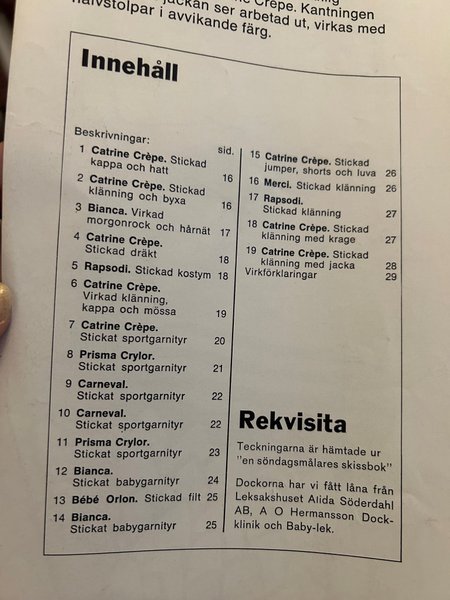 jackan ser arbetad ut, virkas med
halvstolpar i avvikande färg.
Innehåll
Beskrivningar:
sid.
1 Catrine Crèpe. Stickad
kappa och hatt 16
2 Catrine Crèpe. Stickad
klänning och byxa 16
3 Bianca. Virkad
morgonrock och hårnät 17
4 Catrine Crèpe.
Stickad dräkt 18
5 Rapsodi. Stickad kostym 18
6 Catrine Crèpe.
Virkad klänning,
kappa och mössa 19
7 Catrine Crèpe.
Stickat sportgarnityr 20
8 Prisma Crylor.
Stickat sportgarnityr 21
9 Carneval.
Stickat sportgarnityr 22
10 Carneval.
Stickat sportgarnityr 22
11 Prisma Crylor.
Stickat sportgarnityr 23
12 Bianca.
Stickat babygarnityr 24
13 Bébé Orlon. Stickad filt 25
14 Bianca.
Stickat babygarnityr 25
15 Catrine Crèpe. Stickad
jumper, shorts och luva 26
16 Merci. Stickad klänning 26
17 Rapsodi.
Stickad klänning 27
18 Catrine Crèpe. Stickad
klänning med krage 27
19 Catrine Crèpe. Stickad
klänning med jacka 28
Virkförklaringar 29
Rekvisita
Teckningarna är hämtade ur
"en söndagsmålares skissbok"
Dockorna har vi fått låna från
Leksakshuset Alida Söderdahl
AB, A O Hermansson Dock-
klinik och Baby-lek.